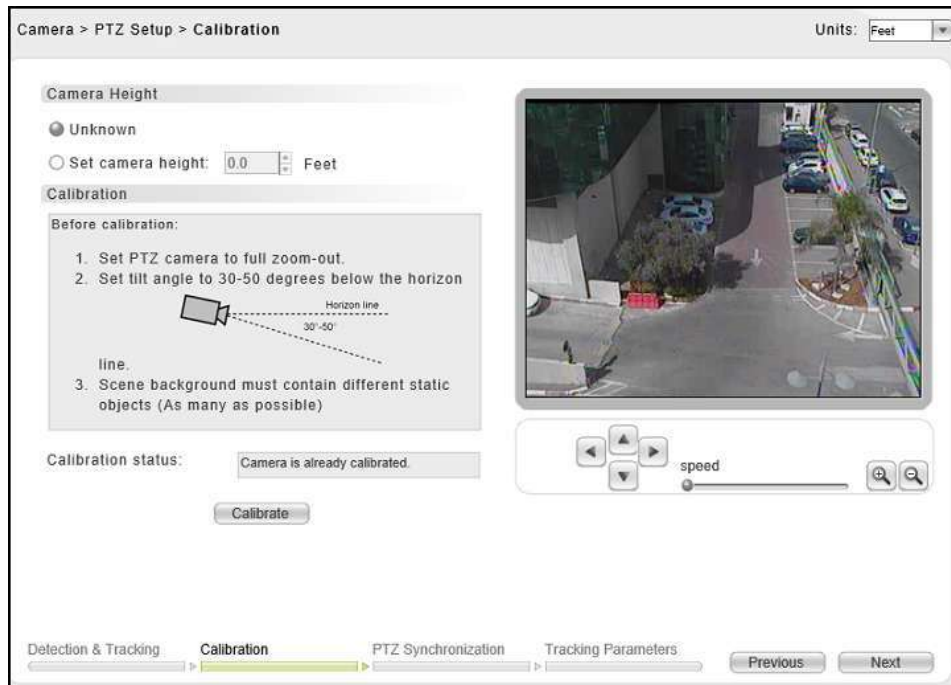 Camera > PTZ Setup > Calibration
Units: Feet
Camera Height
Unknown
Set camera height: 0.0 Feet
Calibration
Before calibration:
1. Set PTZ camera to full zoom-out.
2. Set tilt angle to 30-50 degrees below the horizon
Horizon line
30°-50°
line.
3. Scene background must contain different static
objects (As many as possible)
Calibration status: Camera is already calibrated.
Calibrate
speed
Detection & Tracking
Calibration
PTZ Synchronization
Tracking Parameters
Previous
Next